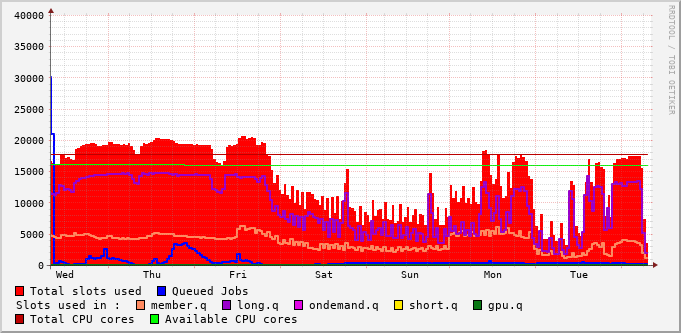 RRDTOOL / TOBI OETIKER
40000
35000
30000
25000
20000
15000
10000
5000
0
Wed Thu Fri Sat Sun Mon Tue
Total slots used Queued Jobs
Slots used in : member.q long.q ondemand.q short.q gpu.q
Total CPU cores Available CPU cores